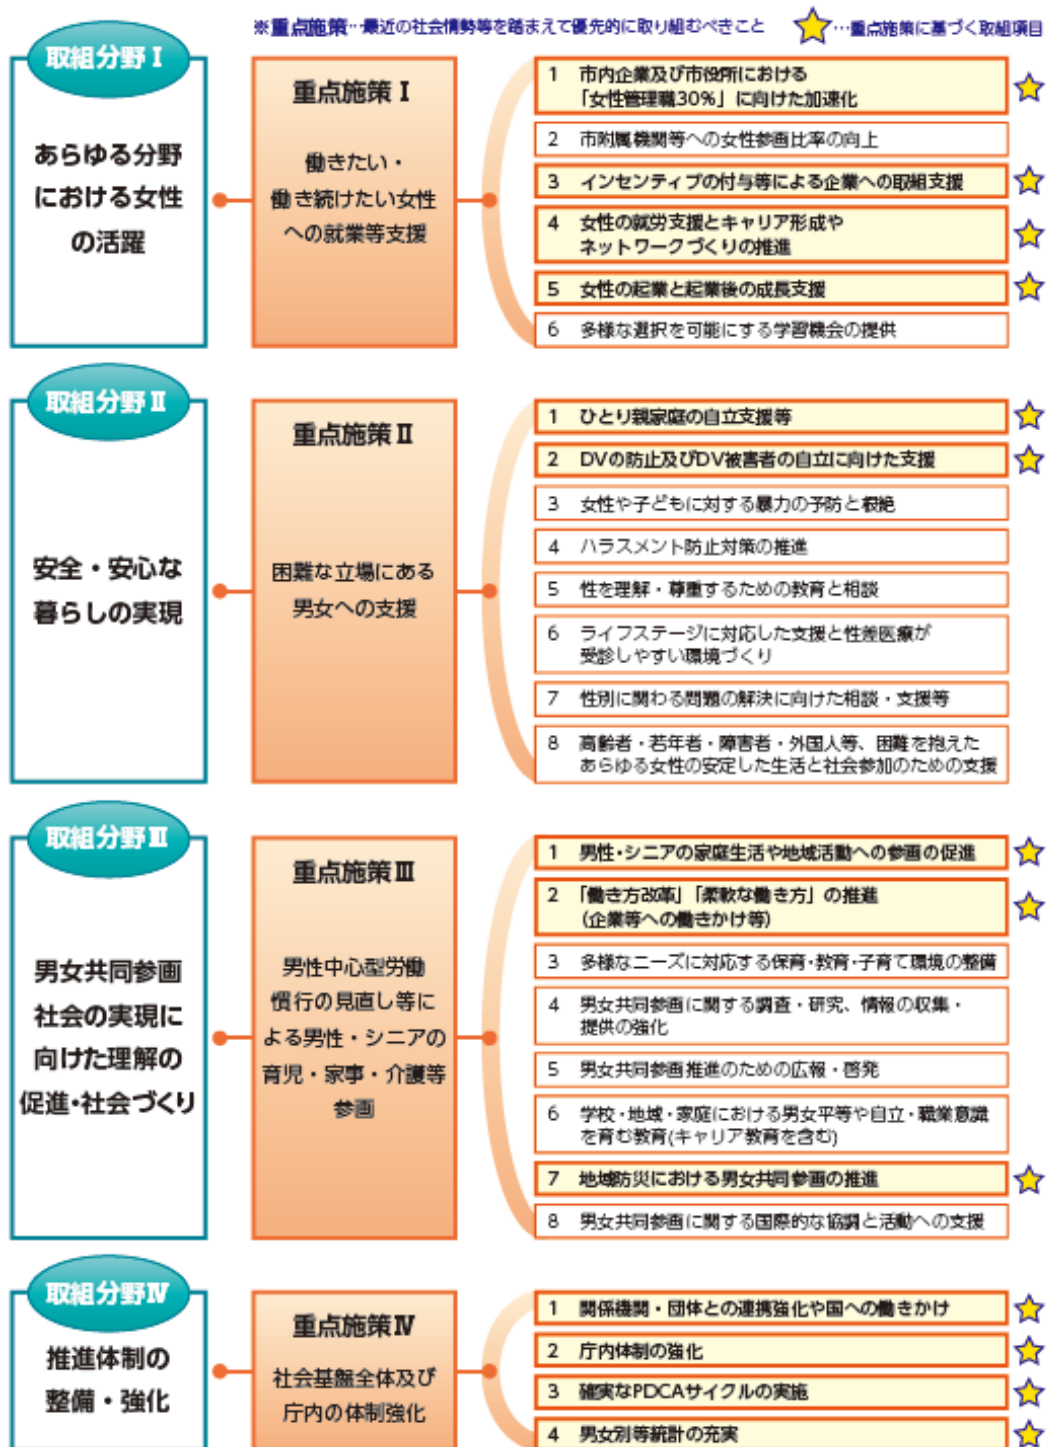 ※重点施策…最近の社会情勢等を踏まえて優先的に取り組むべきこと
…重点施策に基づく取組項目
取組分野Ⅰ
あらゆる分野
における女性
の活躍
重点施策Ⅰ
働きたい・
働き続けたい女性
への就業等支援
1 市内企業及び市役所における
「女性管理職30%」に向けた加速化
2 市附属機関等への女性参画比率の向上
3 インセンティブの付与等による企業への取組支援
4 女性の就労支援とキャリア形成や
ネットワークづくりの推進
5 女性の起業と起業後の成長支援
6 多様な選択を可能にする学習機会の提供
取組分野Ⅱ
安全・安心な
暮らしの実現
重点施策Ⅱ
困難な立場にある
男女への支援
1 ひとり親家庭の自立支援等
2 DVの防止及びDV被害者の自立に向けた支援
3 女性や子どもに対する暴力の予防と根絶
4 ハラスメント防止対策の推進
5 性を理解・尊重するための教育と相談
6 ライフステージに対応した支援と性差医療が
受診しやすい環境づくり
7 性別に関わる問題の解決に向けた相談・支援等
8 高齢者・若年者・障害者・外国人等、困難を抱えた
あらゆる女性の安定した生活と社会参加のための支援
取組分野Ⅲ
男女共同参画
社会の実現に
向けた理解の
促進・社会づくり
重点施策Ⅲ
男性中心型労働
慣行の見直し等に
よる男性・シニアの
育児・家事・介護等
参画
1 男性・シニアの家庭生活や地域活動への参画の促進
2 「働き方改革」「柔軟な働き方」の推進
(企業等への働きかけ等)
3 多様なニーズに対応する保育・教育・子育て環境の整備
4 男女共同参画に関する調査・研究、情報の収集・
提供の強化
5 男女共同参画推進のための広報・啓発
6 学校・地域・家庭における男女平等や自立・職業意識
を育む教育(キャリア教育を含む)
7 地域防災における男女共同参画の推進
8 男女共同参画に関する国際的な協調と活動への支援
取組分野Ⅳ
推進体制の
整備・強化
重点施策Ⅳ
社会基盤全体及び
庁内の体制強化
1 関係機関・団体との連携強化や国への働きかけ
2 庁内体制の強化
3 確実なPDCAサイクルの実施
4 男女別等統計の充実